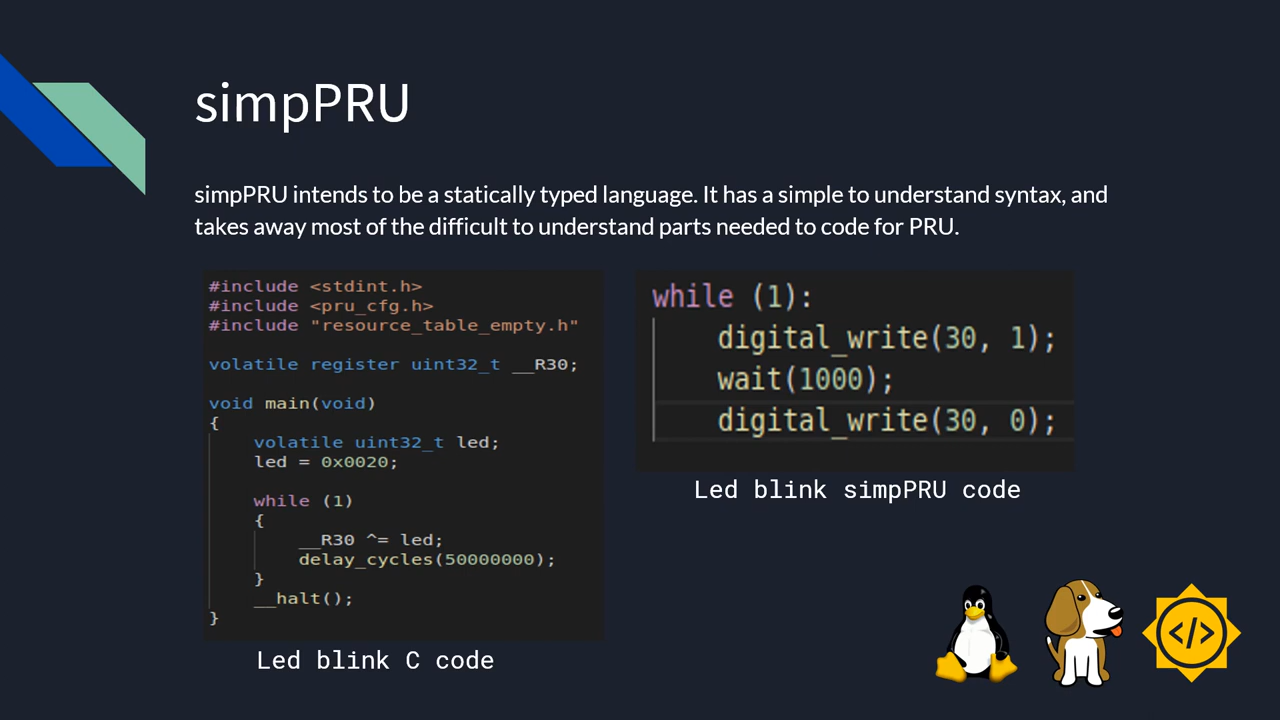 simpPRU
simpPRU intends to be a statically typed language. It has a simple to understand syntax, and
takes away most of the difficult to understand parts needed to code for PRU.
#include <stdint.h>
#include <pru_cfg.h>
#include "resource_table_empty.h"
volatile register uint32_t __R30;
void main(void)
{
volatile uint32_t led;
led = 0x0020;
while (1)
{
__R30 ^= led;
delay_cycles(50000000);
}
__halt();
}
Led blink C code
while (1):
digital_write(30, 1);
wait(1000);
digital_write(30, 0);
Led blink simpPRU code
</>